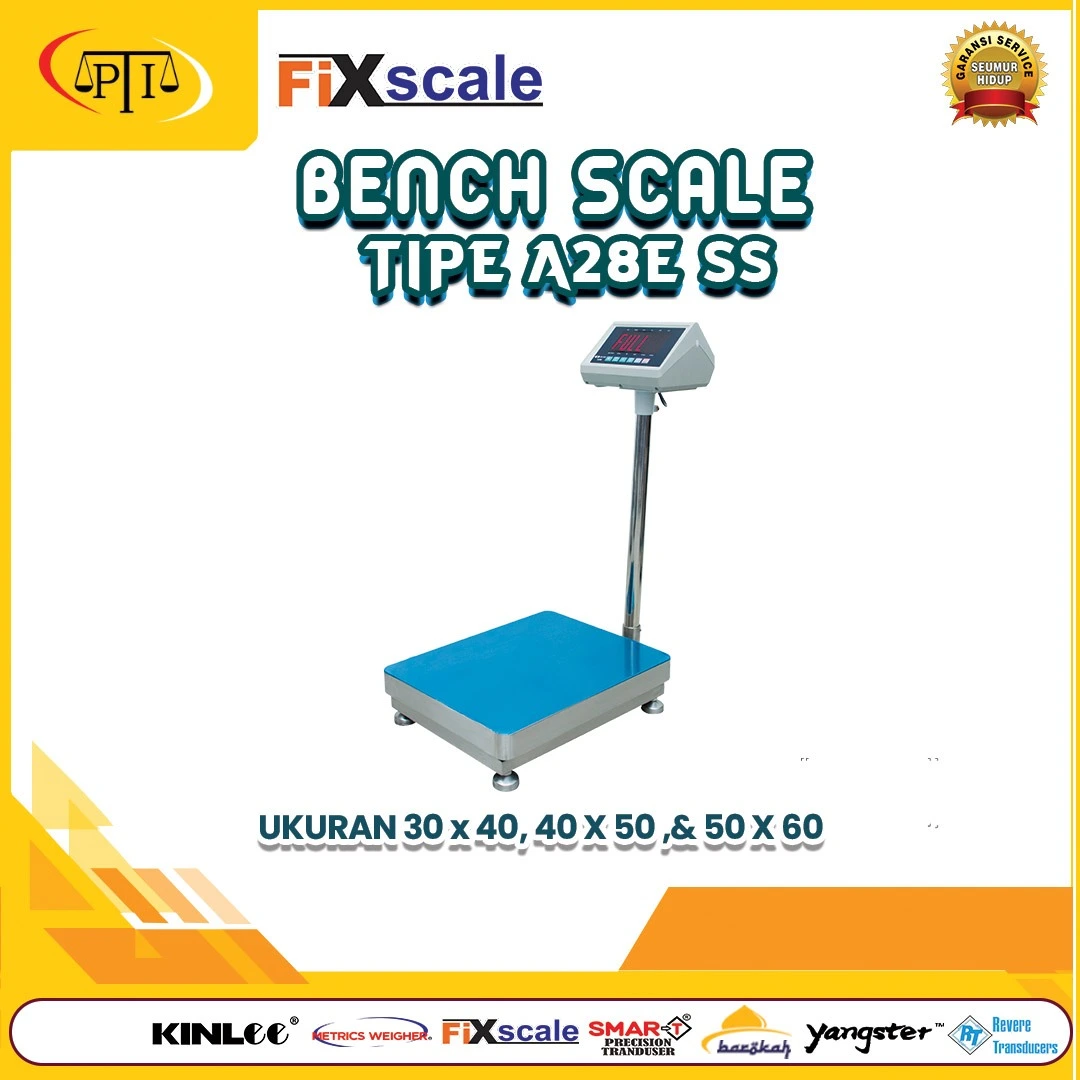 PTI
FiXscale
GARANSI SERVICE
SEUMUR
HIDUP
BENCH SCALE
TIPE A28E SS
FULL
UKURAN 30 x 40, 40 X 50 ,& 50 X 60
KINLEE ®
METRICS WEIGHER
FiXscale
SMAR-T®
PRECISION
TRANDUSER
barokah
yangster™
RT
Revere
Transducers